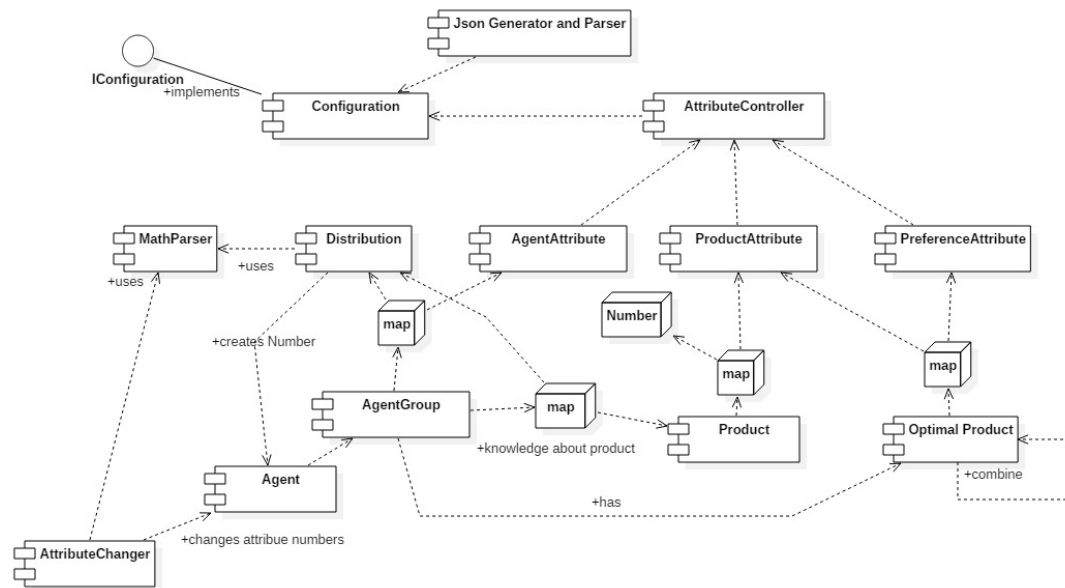 Json Generator and Parser
IConfiguration
+implements
Configuration
AttributeController
MathParser
Distribution
AgentAttribute
ProductAttribute
PreferenceAttribute
+uses
+uses
map
Number
+creates Number
map
map
AgentGroup
map
Product
Optimal Product
+knowledge about product
Agent
+combine
+has
+changes attribue numbers
AttributeChanger